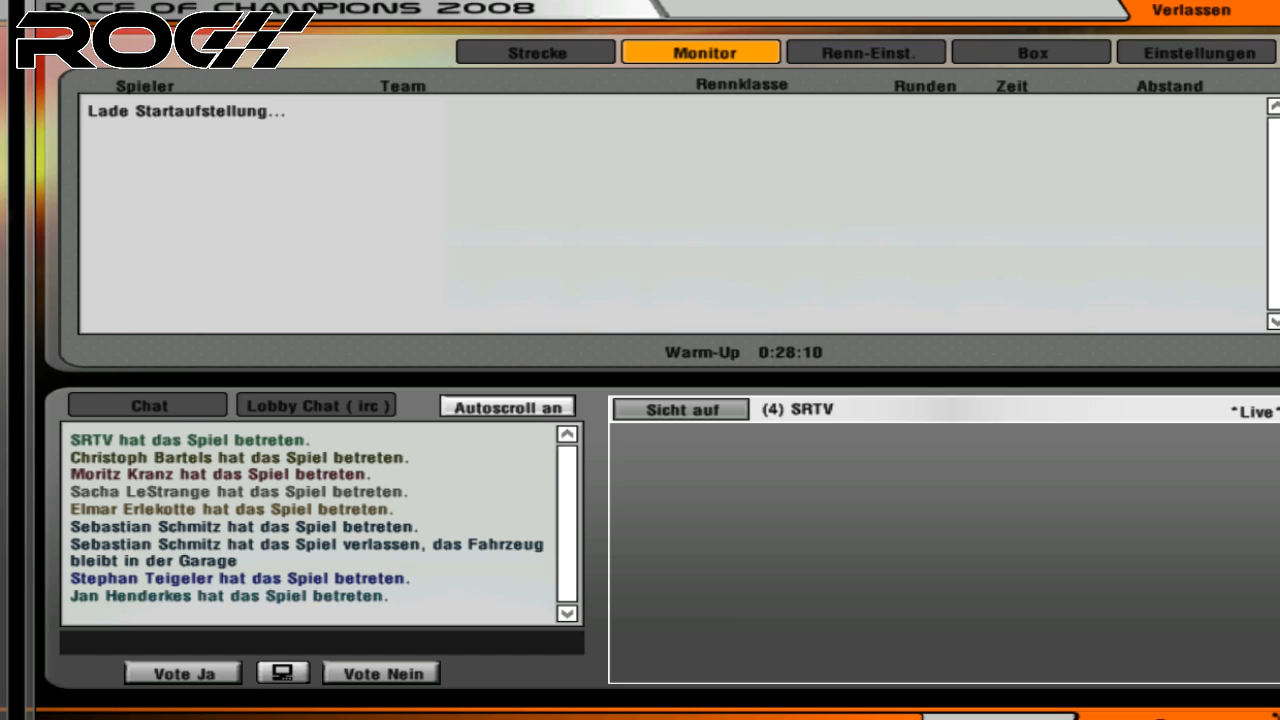 RACE OF CHAMPIONS 2008
Verlassen
ROC
Strecke Monitor Renn-Einst. Box Einstellungen
Spieler Team Rennklasse Runden Zeit Abstand
Lade Startaufstellung...
Warm-Up 0:28:10
Chat Lobby Chat ( irc ) Autoscroll an
Sicht auf (4) SRTV *Live*
SRTV hat das Spiel betreten.
Christoph Bartels hat das Spiel betreten.
Moritz Kranz hat das Spiel betreten.
Sacha LeStrange hat das Spiel betreten.
Elmar Erlekotte hat das Spiel betreten.
Sebastian Schmitz hat das Spiel betreten.
Sebastian Schmitz hat das Spiel verlassen, das Fahrzeug
bleibt in der Garage
Stephan Teigeler hat das Spiel betreten.
Jan Henderkes hat das Spiel betreten.
Vote Ja Vote Nein